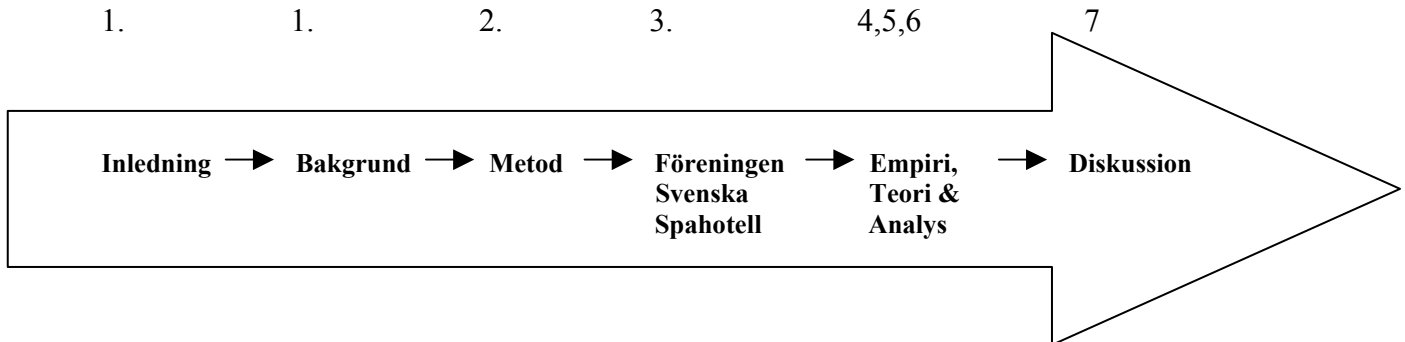 1. 1. 2. 3. 4,5,6 7
Inledning Bakgrund Metod Föreningen Empiri, Diskussion
Svenska Teori &
Spahotell Analys